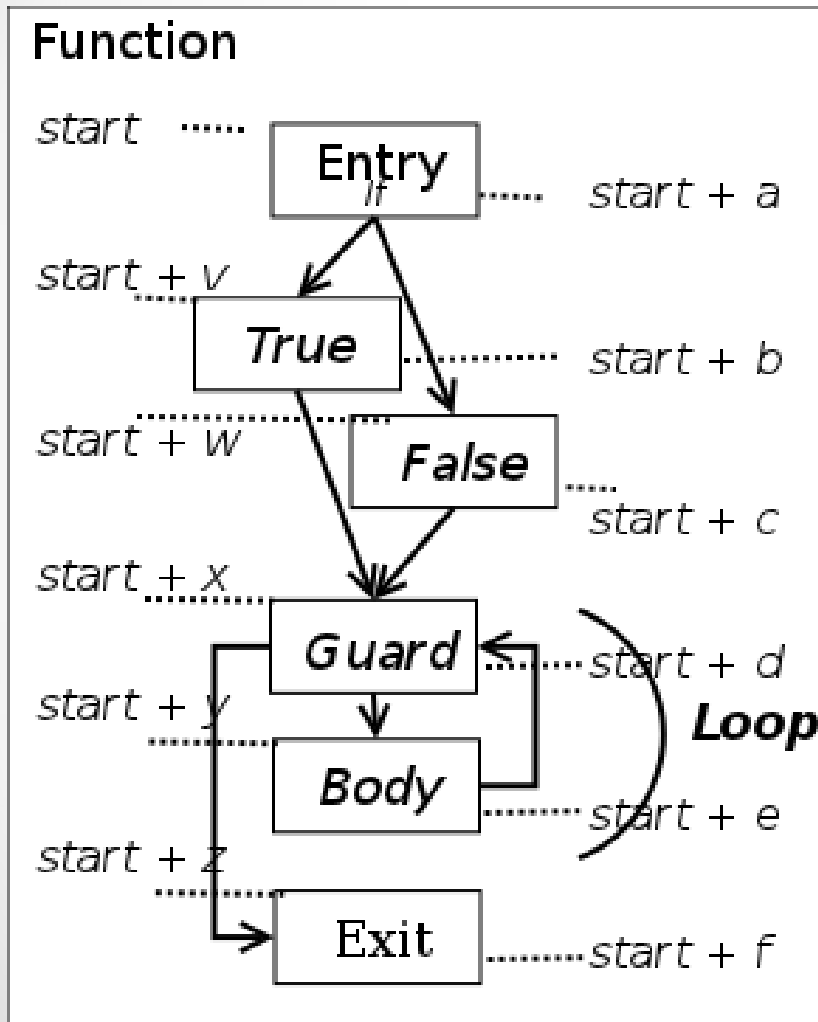 Function
start
Entry
If
start + a
start + v
True
start + b
start + w
False
start + c
start + x
Guard
start + d
start + y
Loop
Body
start + e
start + z
Exit
start + f